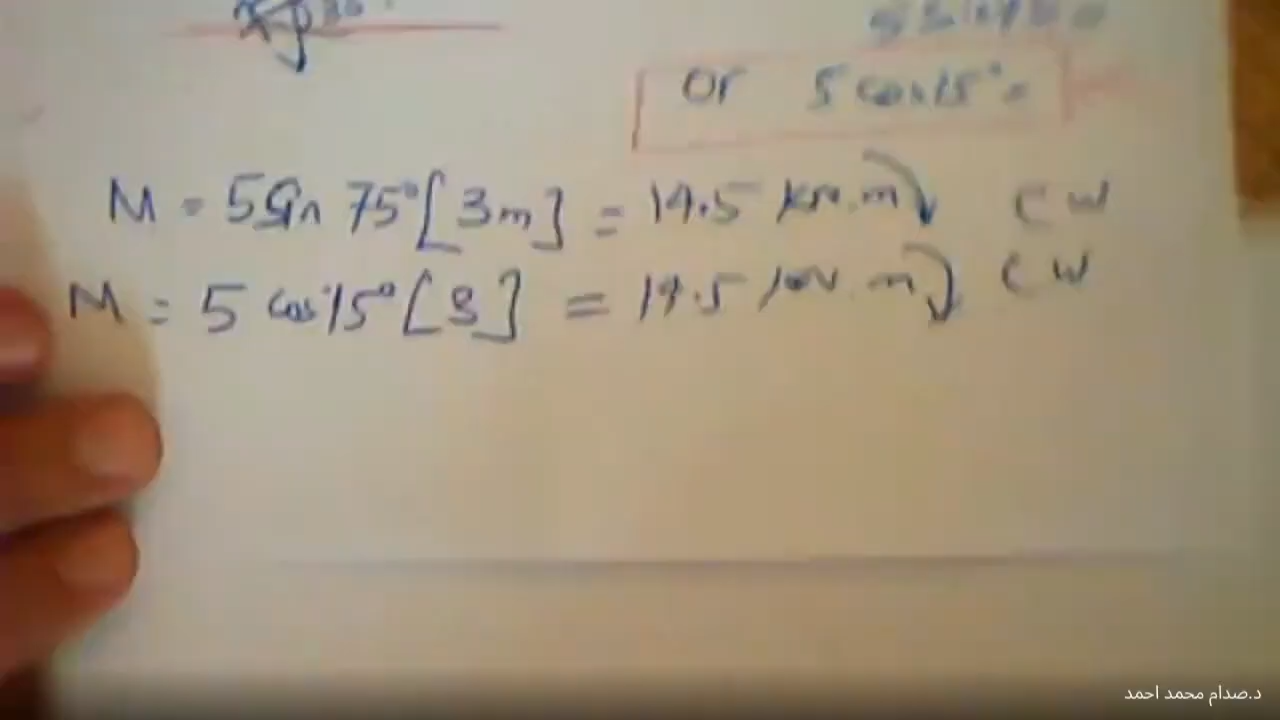 or 5 cos 15° =
M = 5 Sin 75° [3m] = 14.5 kN.m CW
M = 5 cos 15° [3] = 14.5 kN.m CW
د.صدام محمد احمد